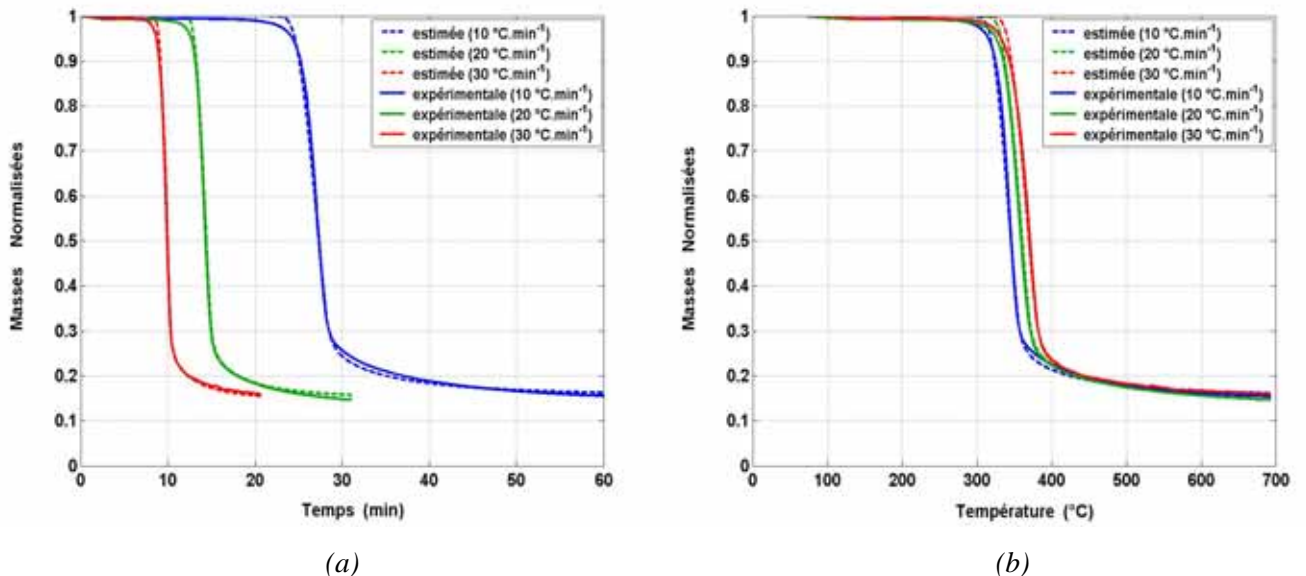 1
0.9
0.8
0.7
0.6
0.5
0.4
0.3
0.2
0.1
0
Masses Normalisées
estimée (10 °C.min-1)
estimée (20 °C.min-1)
estimée (30 °C.min-1)
expérimentale (10 °C.min-1)
expérimentale (20 °C.min-1)
expérimentale (30 °C.min-1)
0 10 20 30 40 50 60
Temps (min)
(a)
1
0.9
0.8
0.7
0.6
0.5
0.4
0.3
0.2
0.1
0
Masses Normalisées
estimée (10 °C.min-1)
estimée (20 °C.min-1)
estimée (30 °C.min-1)
expérimentale (10 °C.min-1)
expérimentale (20 °C.min-1)
expérimentale (30 °C.min-1)
0 100 200 300 400 500 600 700
Température (°C)
(b)